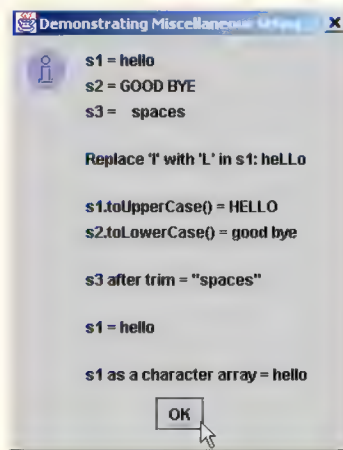 Demonstrating Miscellaneous
s1 = hello
s2 = GOOD BYE
s3 =   spaces
Replace 'l' with 'L' in s1: heLLo
s1.toUpperCase() = HELLO
s2.toLowerCase() = good bye
s3 after trim = "spaces"
s1 = hello
s1 as a character array = hello
OK